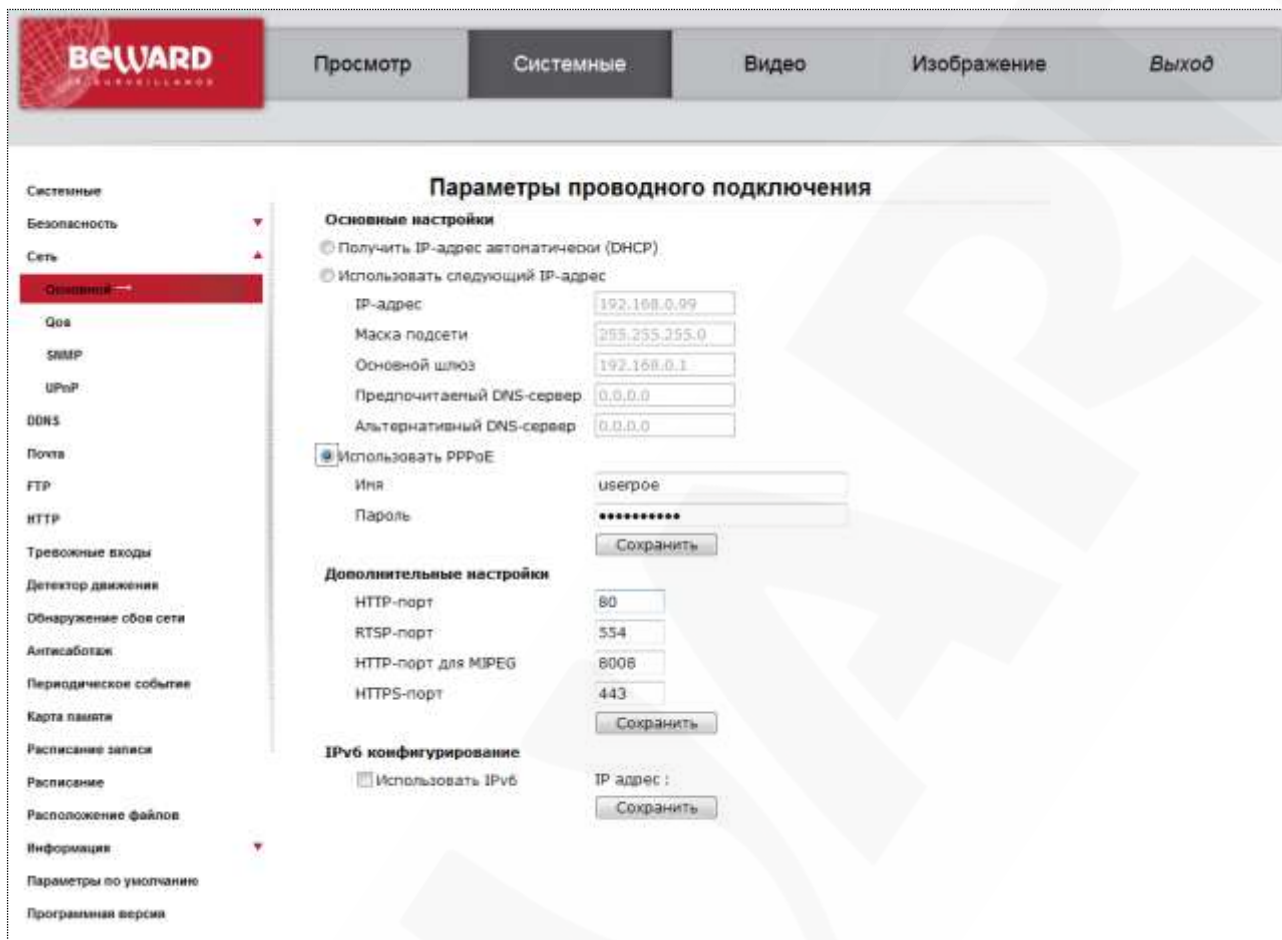 BEWARD
IP SURVEILLANCE
Просмотр
Системные
Видео
Изображение
Выход
Системные
Безопасность
Сеть
Основной
Qos
SNMP
UPnP
DDNS
Почта
FTP
HTTP
Тревожные входы
Детектор движения
Обнаружение сбоя сети
Антисаботаж
Периодическое событие
Карта памяти
Расписание записи
Расписание
Расположение файлов
Информация
Параметры по умолчанию
Программная версия
Параметры проводного подключения
Основные настройки
Получить IP-адрес автоматически (DHCP)
Использовать следующий IP-адрес
IP-адрес 192.168.0.99
Маска подсети 255.255.255.0
Основной шлюз 192.168.0.1
Предпочитаемый DNS-сервер 0.0.0.0
Альтернативный DNS-сервер 0.0.0.0
Использовать PPPoE
Имя userpoe
Пароль ••••••••••
Сохранить
Дополнительные настройки
HTTP-порт 80
RTSP-порт 554
HTTP-порт для MJPEG 8008
HTTPS-порт 443
Сохранить
IPv6 конфигурирование
Использовать IPv6 IP адрес :
Сохранить